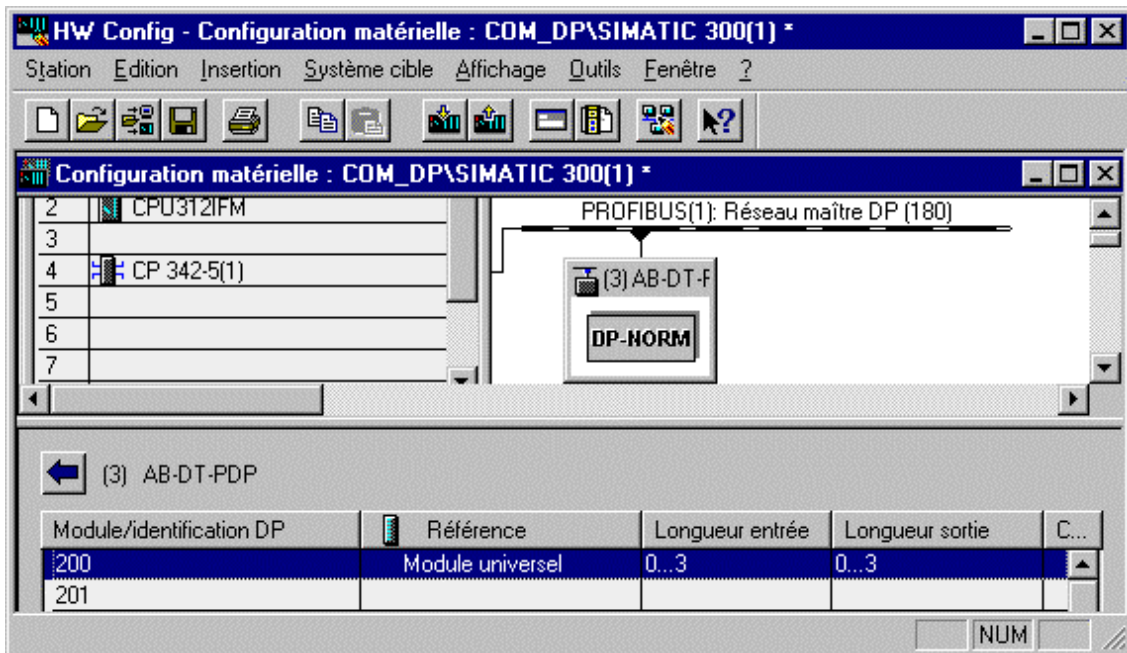 HW Config - Configuration matérielle : COM_DP\SIMATIC 300(1) *
Station Edition Insertion Système cible Affichage Outils Fenêtre ?
Configuration matérielle : COM_DP\SIMATIC 300(1) *
2 CPU312IFM
3
4 CP 342-5(1)
5
6
7
PROFIBUS(1): Réseau maître DP (180)
(3) AB-DT-P
DP-NORM
(3) AB-DT-PDP
Module/identification DP Référence Longueur entrée Longueur sortie C...
200 Module universel 0...3 0...3
201
NUM